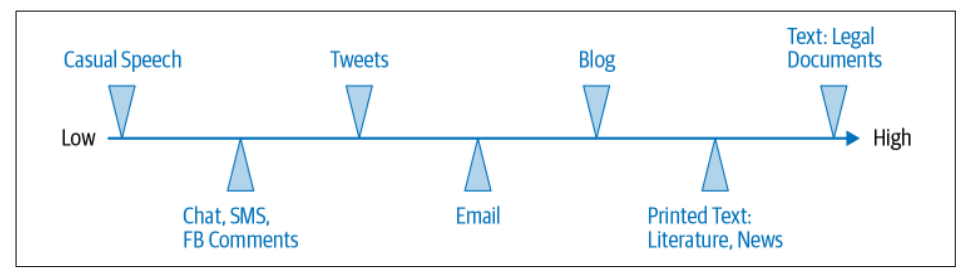 Text: Legal
Documents
Casual Speech
Tweets
Blog
Low
High
Chat, SMS,
FB Comments
Email
Printed Text:
Literature, News